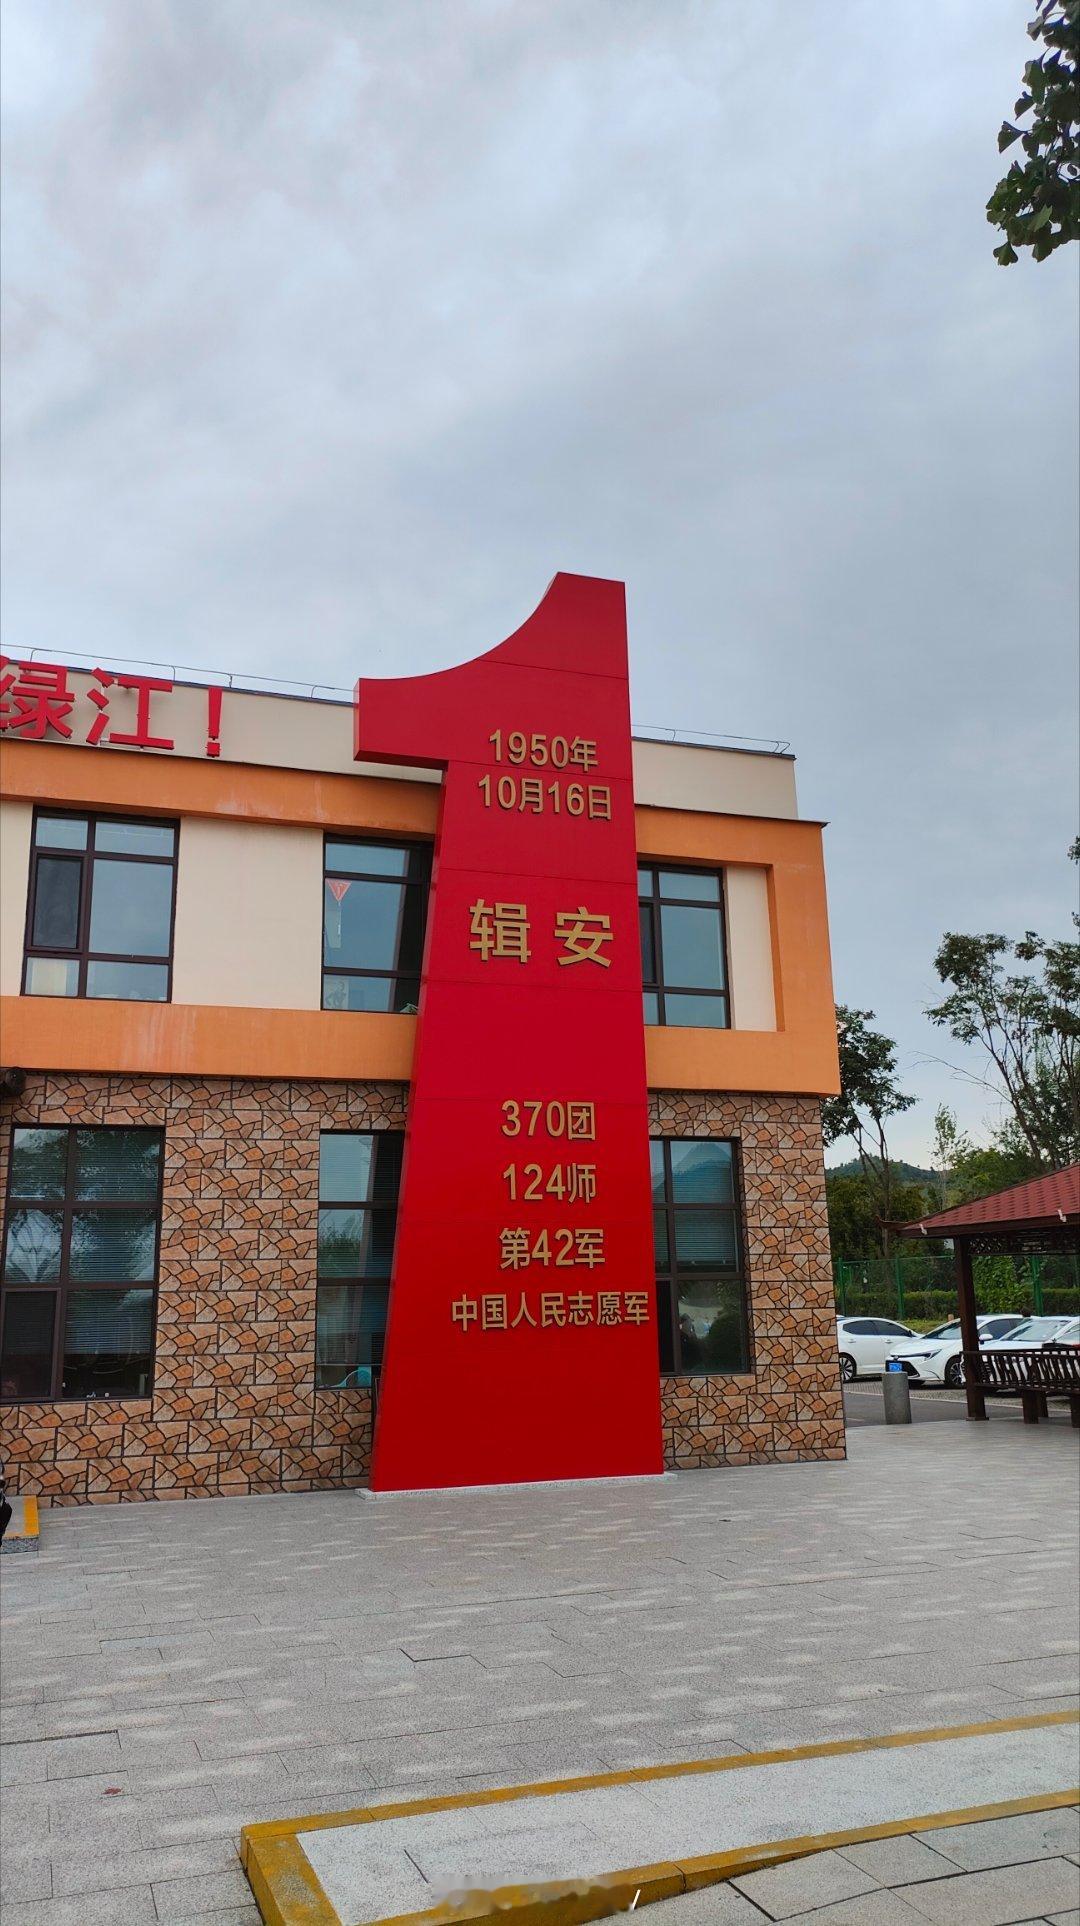 绿江！
1950年
10月16日
辑安
370团
124师
第42军
中国人民志愿军